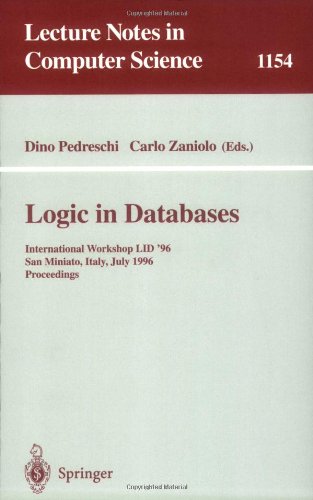 Lecture Notes in
Computer Science 1154
Dino Pedreschi Carlo Zaniolo (Eds.)
Logic in Databases
International Workshop LID '96
San Miniato, Italy, July 1996
Proceedings
Springer